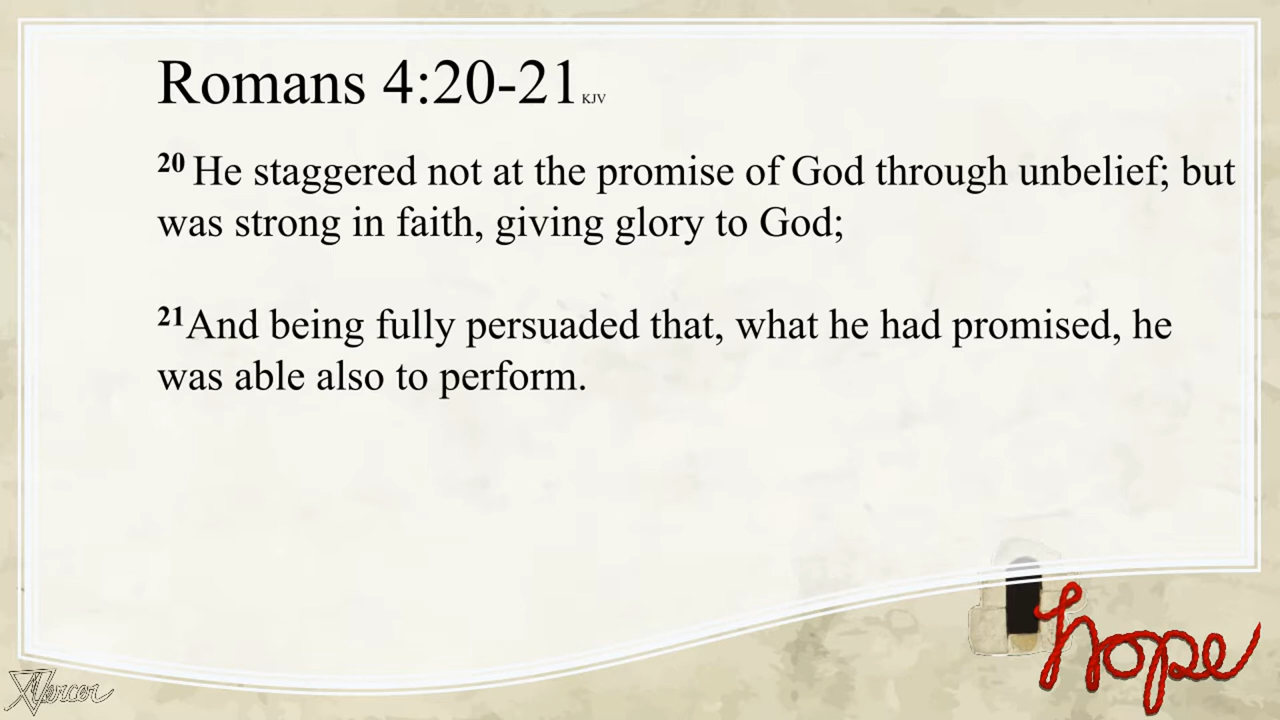 Romans 4:20-21 KJV
20 He staggered not at the promise of God through unbelief; but
was strong in faith, giving glory to God;
21 And being fully persuaded that, what he had promised, he
was able also to perform.
hope